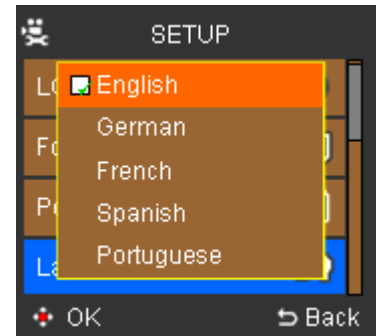 SETUP
English
German
French
Spanish
Portuguese
OK
Back